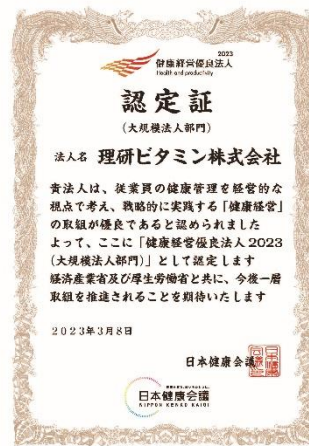 2023
健康経営優良法人
Health and productivity
認定証
(大規模法人部門)
法人名 理研ビタミン株式会社
貴法人は、従業員の健康管理を経営的な
視点で考え、戦略的に実践する「健康経営」
の取組が優良であると認められました
よって、ここに「健康経営優良法人2023
(大規模法人部門)」として認定します
経済産業省及び厚生労働省と共に、今後一層
取組を推進されることを期待いたします
2023年3月8日
日本健康会議
日本健康会議
NIPPON KENKO KAIGI